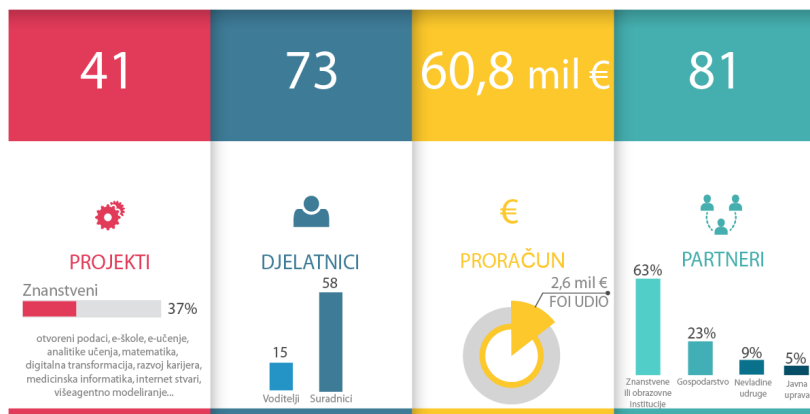 41
PROJEKTI
Znanstveni
37%
otvoreni podaci, e-škole, e-učenje,
analitike učenja, matematika,
digitalna transformacija, razvoj karijera,
medicinska informatika, internet stvari,
višeagentno modeliranje...
73
DJELATNICI
58
15
Voditelji
Suradnici
60,8 mil €
€
PRORAČUN
2,6 mil €
FOI UDIO
81
PARTNERI
63%
23%
9%
5%
Znanstvene
ili obrazovne
institucije
Gospodarstvo
Nevladine
udruge
Javna
uprava